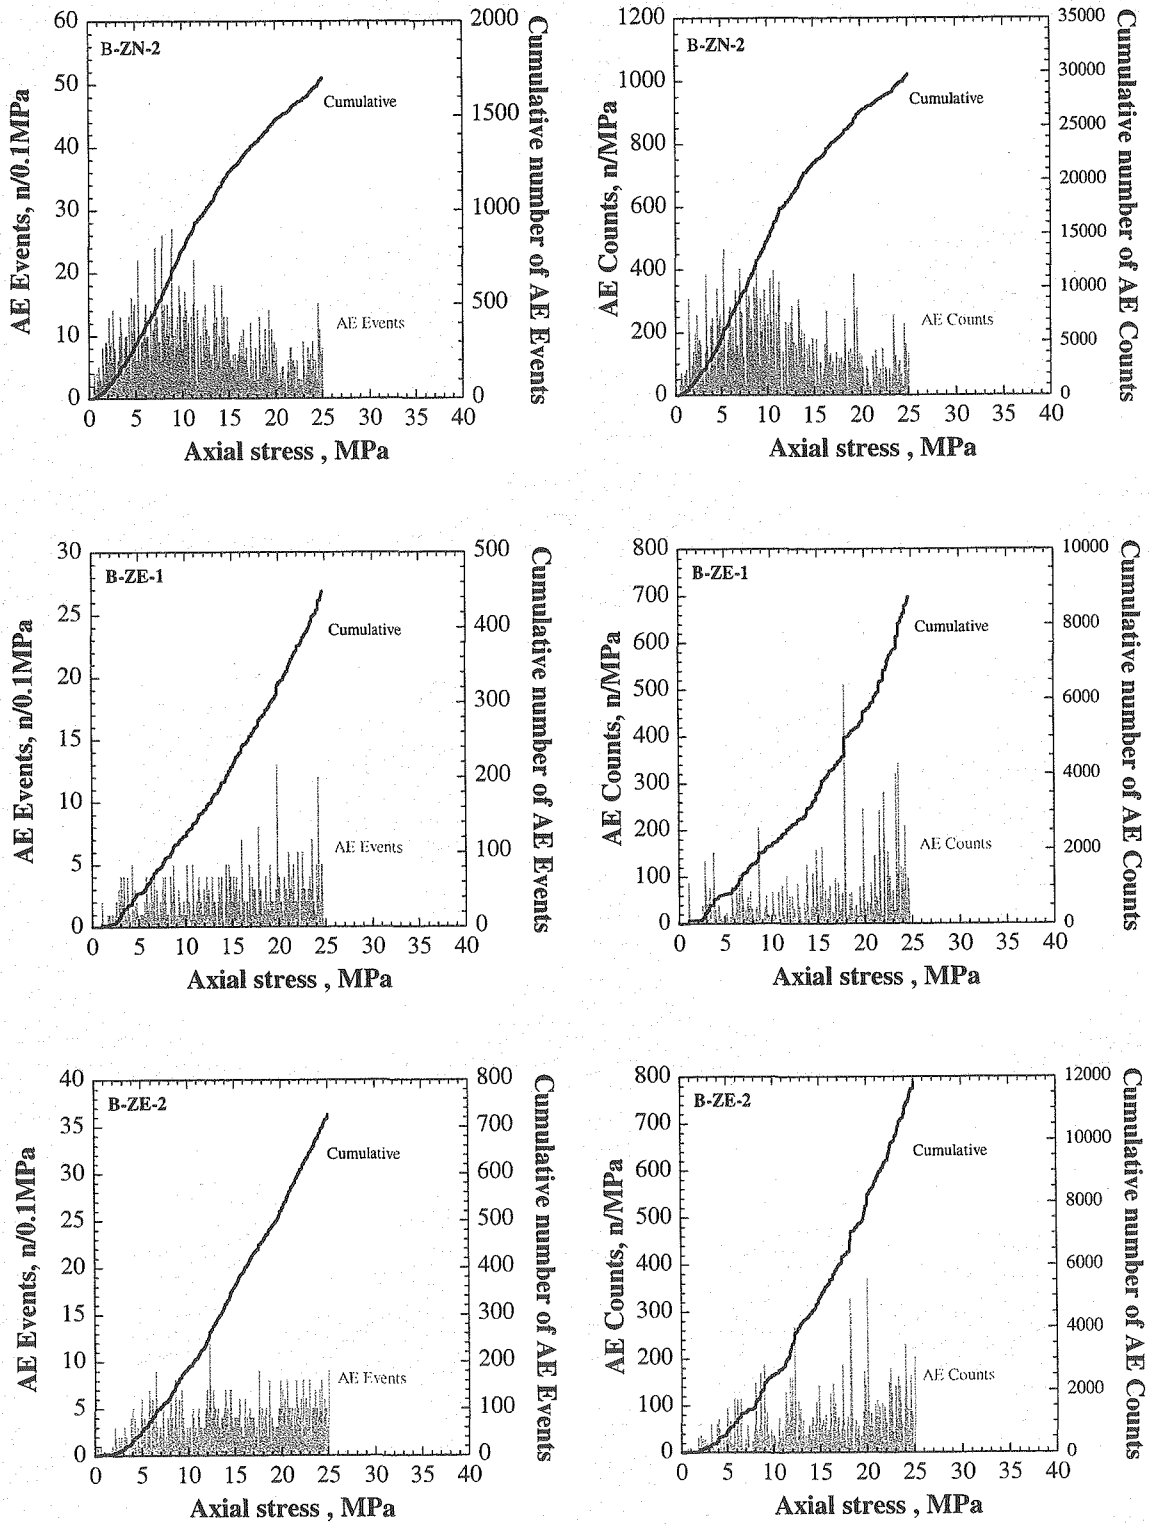 B-ZN-2
AE Events, n/0.1MPa
60
50
40
30
20
10
0
Cumulative
AE Events
2000
1500
1000
500
0
Cumulative number of AE Events
0 5 10 15 20 25 30 35 40
Axial stress , MPa
B-ZN-2
AE Counts, n/MPa
1200
1000
800
600
400
200
0
Cumulative
AE Counts
35000
30000
25000
20000
15000
10000
5000
0
Cumulative number of AE Counts
0 5 10 15 20 25 30 35 40
Axial stress , MPa
B-ZE-1
AE Events, n/0.1MPa
30
25
20
15
10
5
0
Cumulative
AE Events
500
400
300
200
100
0
Cumulative number of AE Events
0 5 10 15 20 25 30 35 40
Axial stress , MPa
B-ZE-1
AE Counts, n/MPa
800
700
600
500
400
300
200
100
0
Cumulative
AE Counts
10000
8000
6000
4000
2000
0
Cumulative number of AE Counts
0 5 10 15 20 25 30 35 40
Axial stress , MPa
B-ZE-2
AE Events, n/0.1MPa
40
35
30
25
20
15
10
5
0
Cumulative
AE Events
800
700
600
500
400
300
200
100
0
Cumulative number of AE Events
0 5 10 15 20 25 30 35 40
Axial stress , MPa
B-ZE-2
AE Counts, n/MPa
800
700
600
500
400
300
200
100
0
Cumulative
AE Counts
12000
10000
8000
6000
4000
2000
0
Cumulative number of AE Counts
0 5 10 15 20 25 30 35 40
Axial stress , MPa